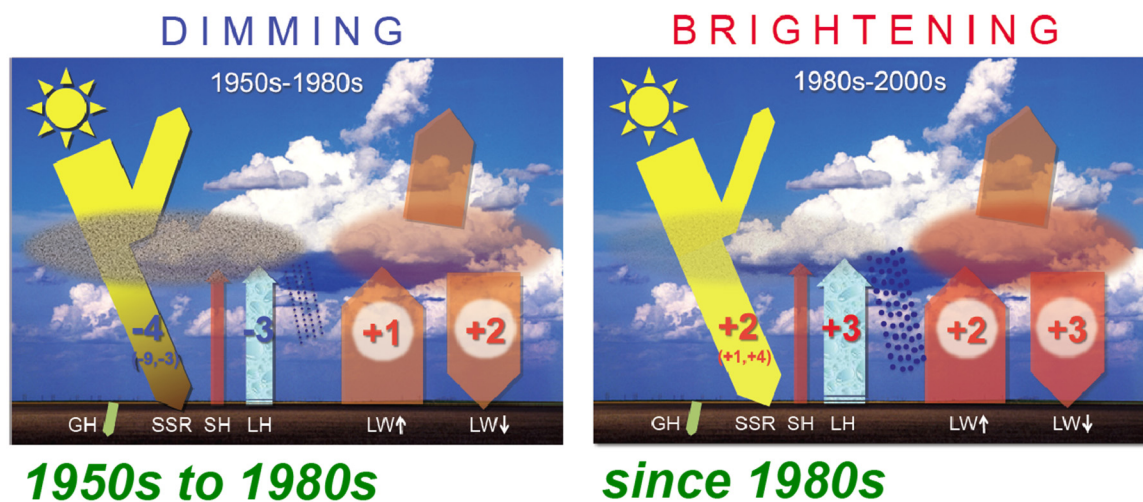 DIMMING
1950s-1980s
-4
(-9,-3)
-3
+1
+2
GH SSR SH LH LW↑ LW↓
1950s to 1980s
BRIGHTENING
1980s-2000s
+2
(+1,+4)
+3
+2
+3
GH SSR SH LH LW↑ LW↓
since 1980s